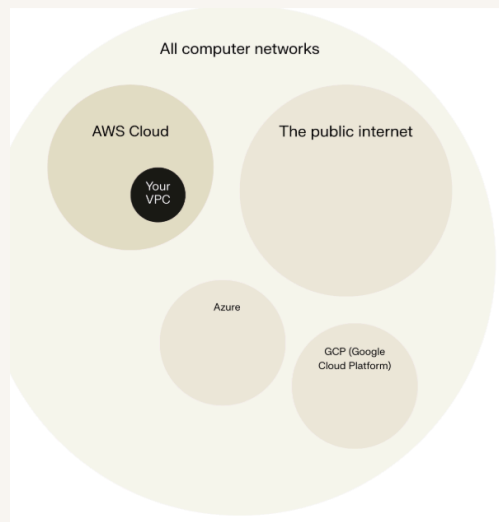 All computer networks
AWS Cloud
The public internet
Your
VPC
Azure
GCP (Google
Cloud Platform)